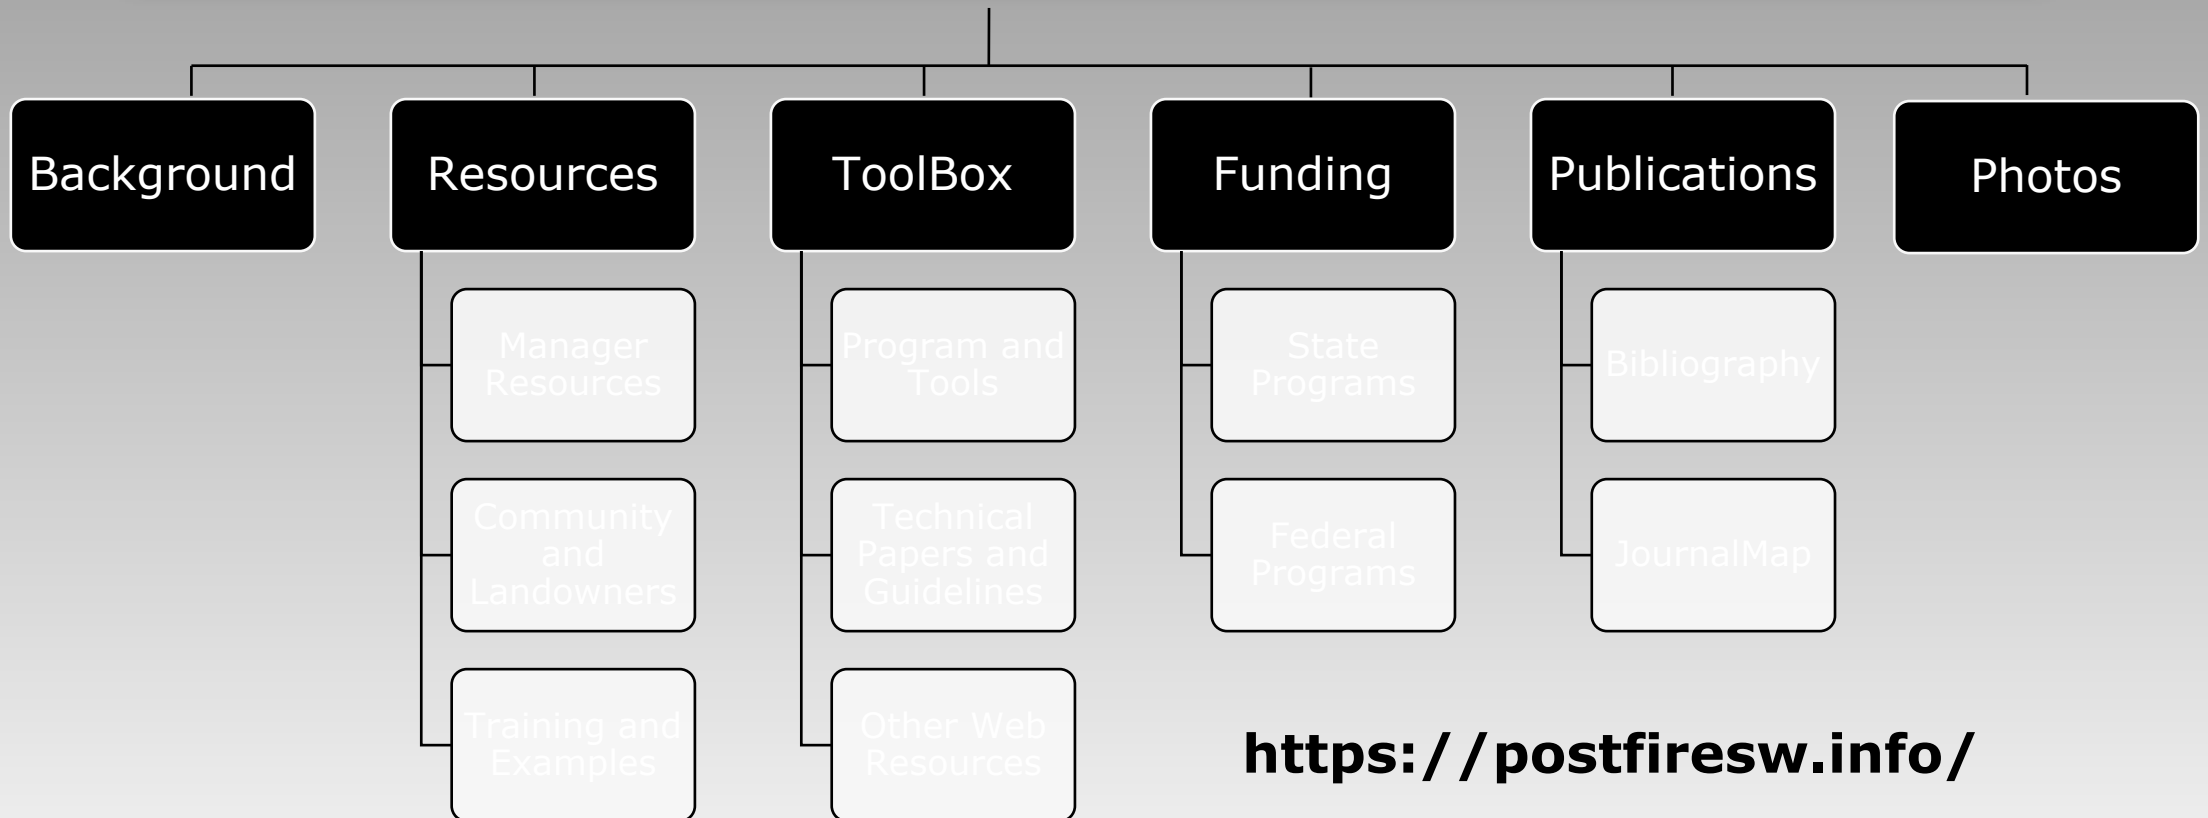 Background
Resources
ToolBox
Funding
Publications
Photos
Manager
Resources
Community
and
Landowners
Training and
Examples
Program and
Tools
Technical
Papers and
Guidelines
Other Web
Resources
State
Programs
Federal
Programs
Bibliography
JournalMap
https://postfiresw.info/